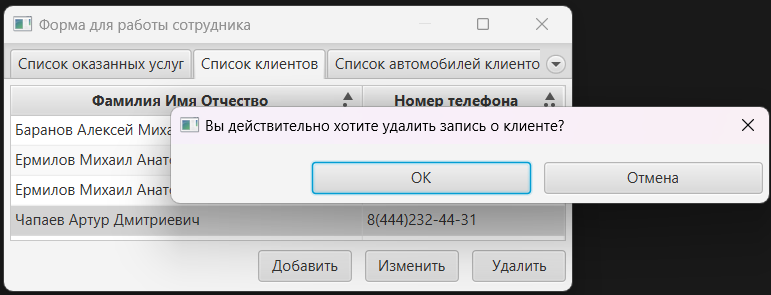 Форма для работы сотрудника
Список оказанных услуг
Список клиентов
Список автомобилей клиенто
Фамилия Имя Отчество
Номер телефона
Вы действительно хотите удалить запись о клиенте?
OK
Отмена
Баранов Алексей Миха
Ермилов Михаил Анато
Ермилов Михаил Анато
Чапаев Артур Дмитриевич 8(444)232-44-31
Добавить
Изменить
Удалить